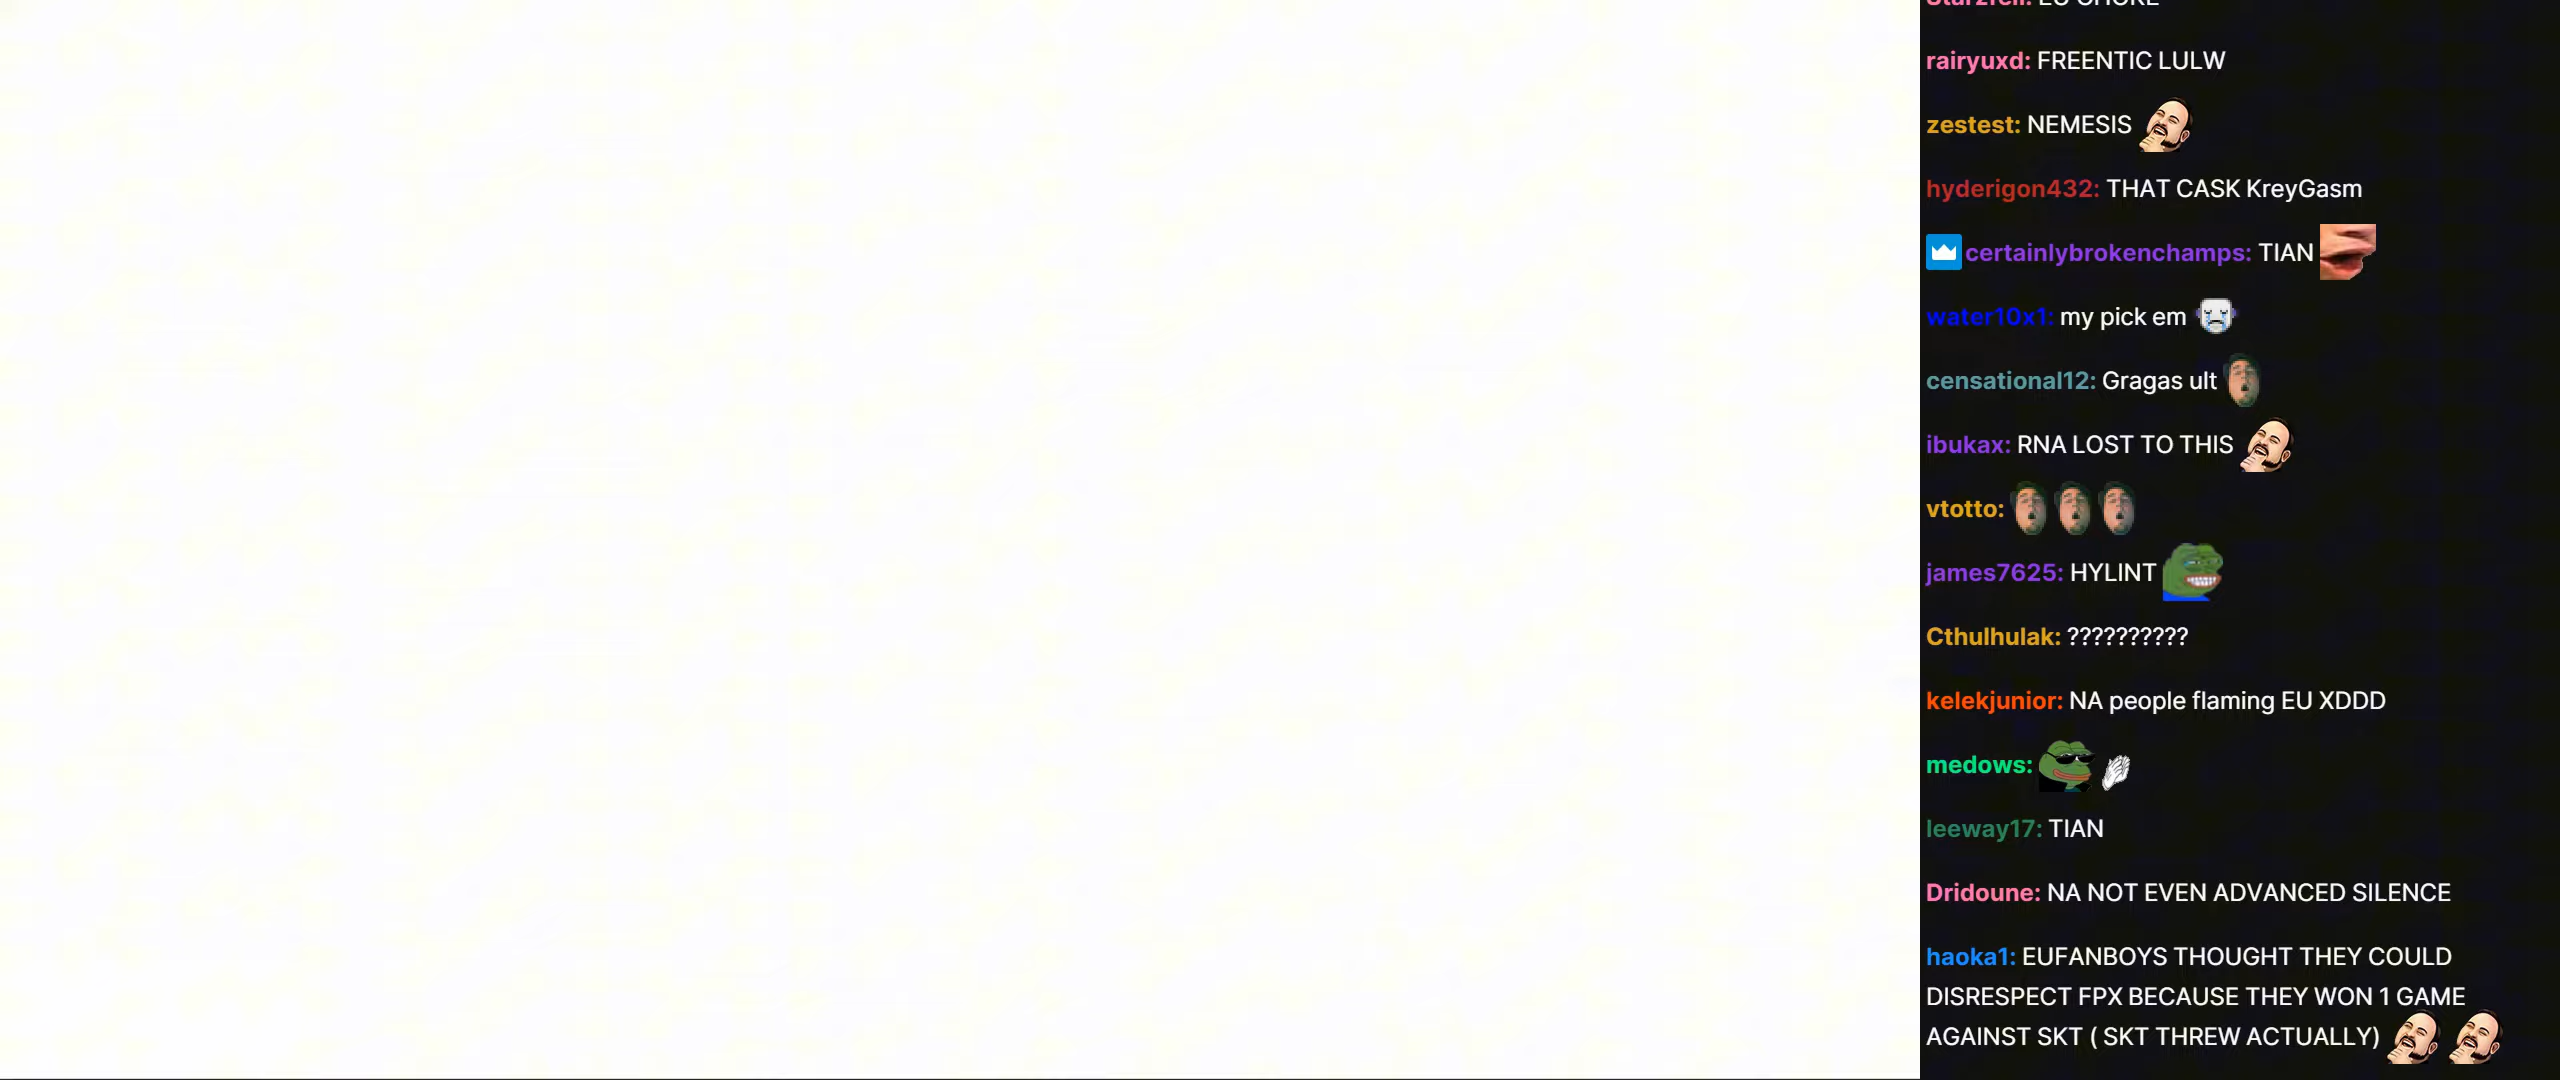 Starzfell: EU CHOKE
rairyuxd: FREENTIC LULW
zestest: NEMESIS
hyderigon432: THAT CASK KreyGasm
certainlybrokenchamps: TIAN
water10x1: my pick em
censational12: Gragas ult
ibukax: RNA LOST TO THIS
vtotto:
james7625: HYLINT
Cthulhulak: ??????????
kelekjunior: NA people flaming EU XDDD
medows:
leeway17: TIAN
Dridoune: NA NOT EVEN ADVANCED SILENCE
haoka1: EUFANBOYS THOUGHT THEY COULD
DISRESPECT FPX BECAUSE THEY WON 1 GAME
AGAINST SKT ( SKT THREW ACTUALLY)